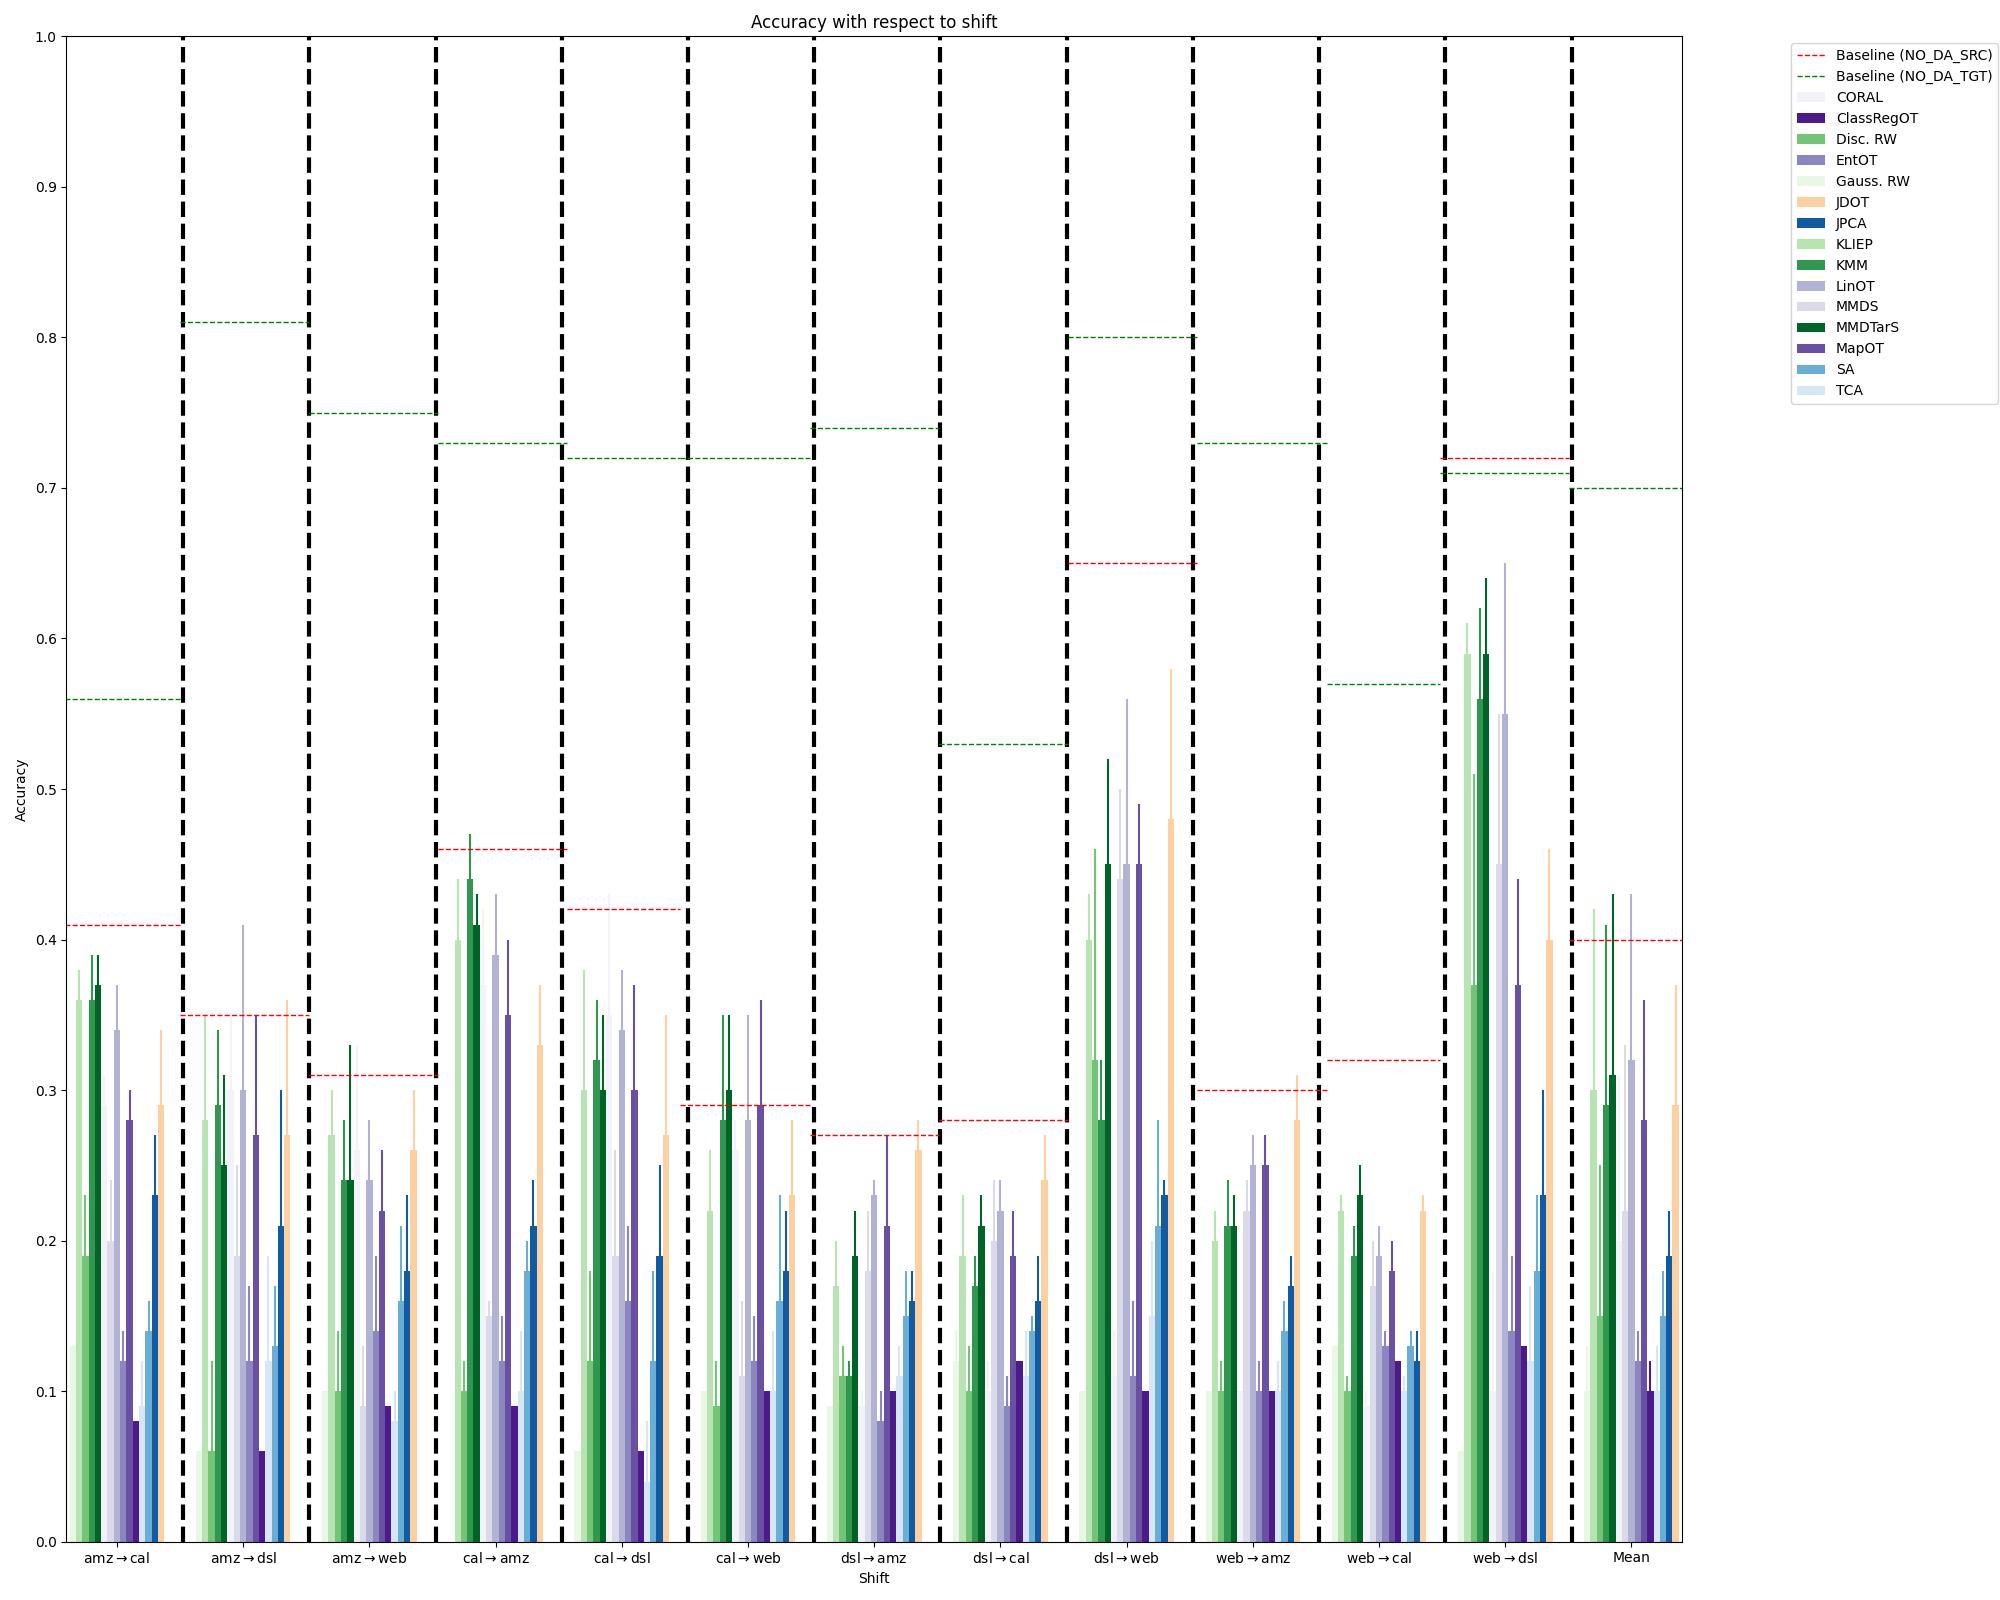 Accuracy with respect to shift
1.0
0.9
0.8
0.7
0.6
0.5
0.4
0.3
0.2
0.1
0.0
Accuracy
amz→cal
amz→dsl
amz→web
cal→amz
cal→dsl
cal→web
dsl→amz
dsl→cal
dsl→web
web→amz
web→cal
web→dsl
Mean
Shift
Baseline (NO_DA_SRC)
Baseline (NO_DA_TGT)
CORAL
ClassRegOT
Disc. RW
EntOT
Gauss. RW
JDOT
JPCA
KLIEP
KMM
LinOT
MMDS
MMDTarS
MapOT
SA
TCA